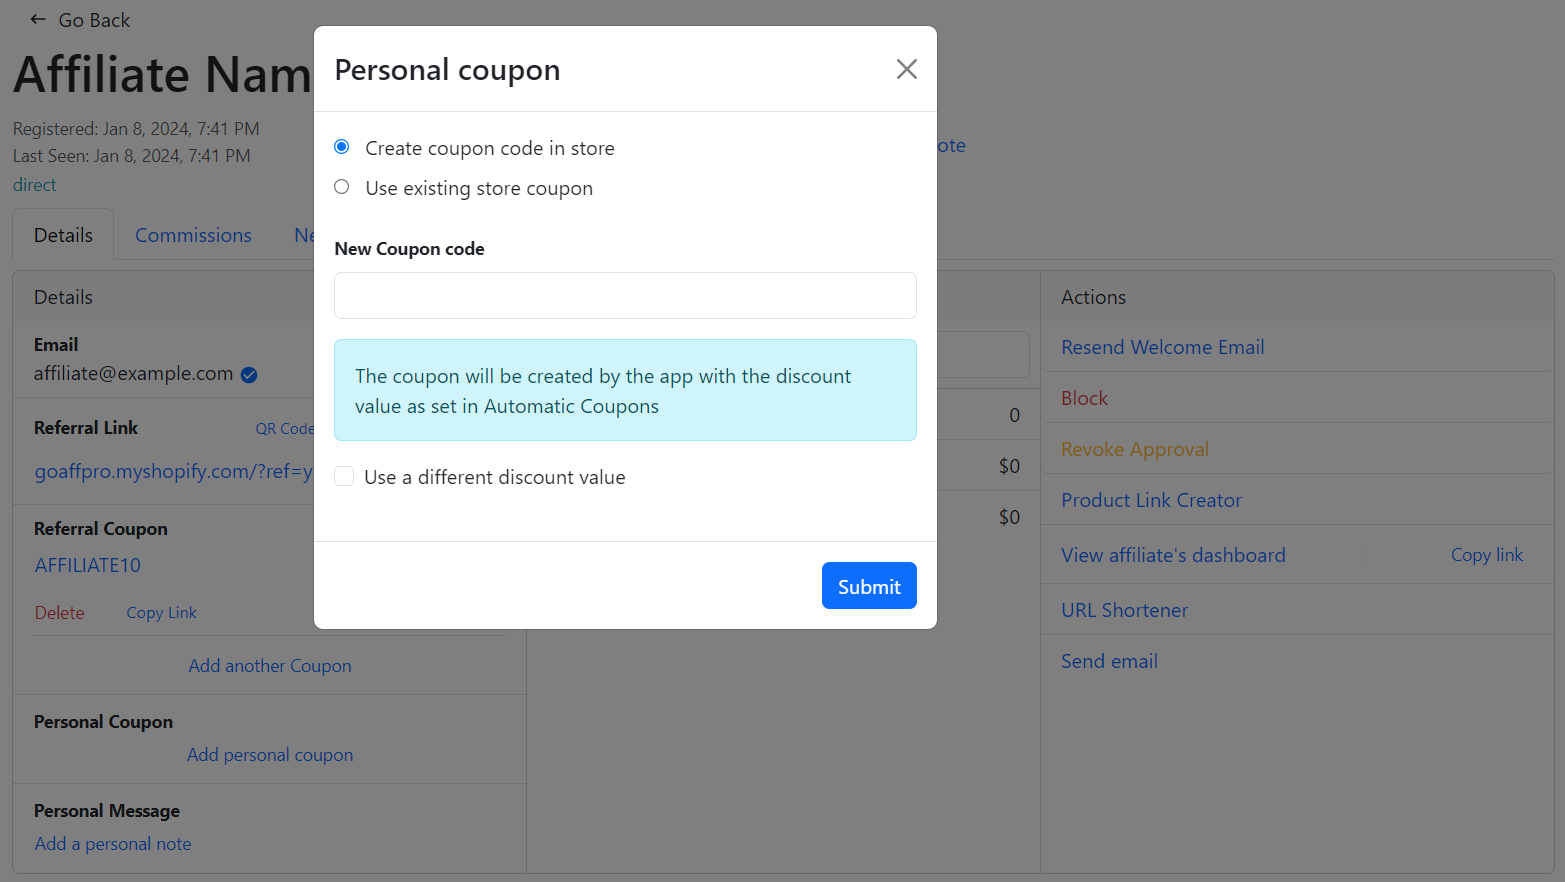 ← Go Back
Affiliate Nam
Registered: Jan 8, 2024, 7:41 PM
Last Seen: Jan 8, 2024, 7:41 PM
direct
Details Commissions Ne
Details
Email
affiliate@example.com
Referral Link QR Code
goaffpro.myshopify.com/?ref=y
Referral Coupon
AFFILIATE10
Delete Copy Link
Add another Coupon
Personal Coupon
Add personal coupon
Personal Message
Add a personal note
Personal coupon
Create coupon code in store
Use existing store coupon
New Coupon code
The coupon will be created by the app with the discount
value as set in Automatic Coupons
Use a different discount value
Submit
ote
0
$0
$0
Actions
Resend Welcome Email
Block
Revoke Approval
Product Link Creator
View affiliate's dashboard Copy link
URL Shortener
Send email